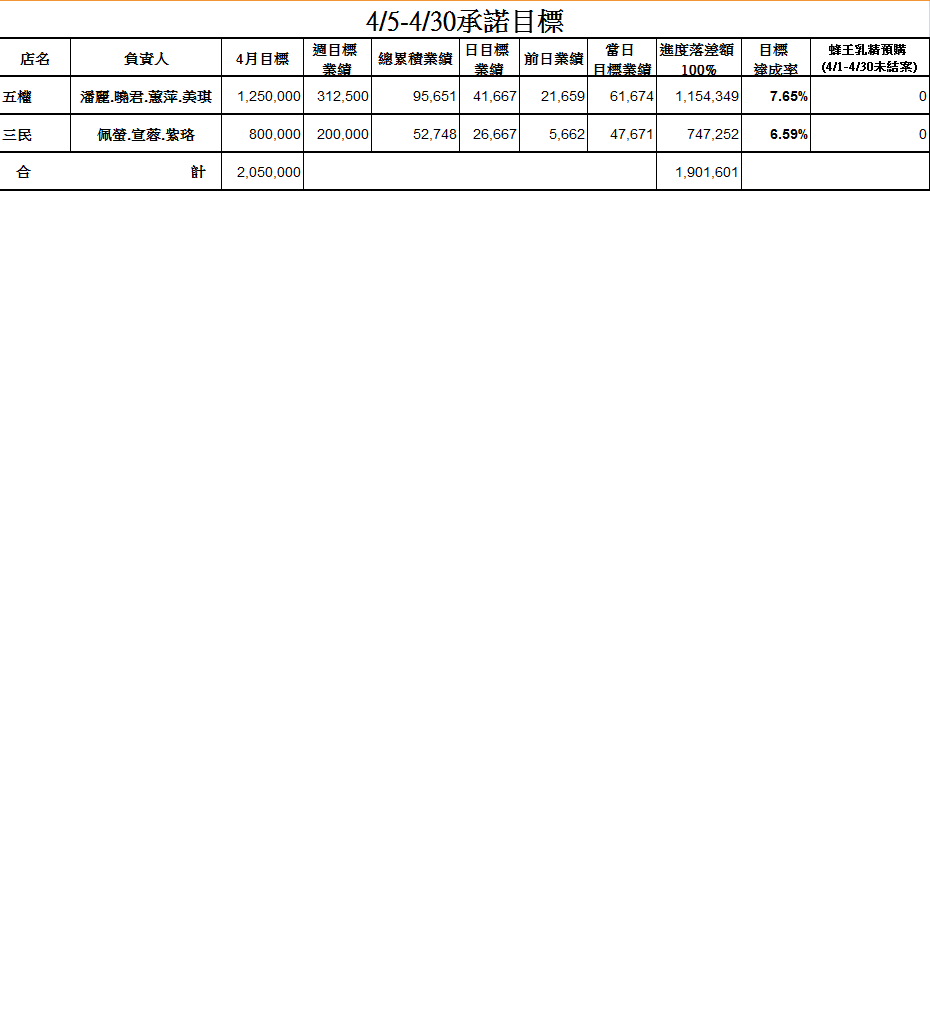 4/5-4/30承諾目標
店名 負責人 4月目標 週目標業績 總累積業績 日目標業績 前日業績 當日目標業績 進度落差額100% 目標達成率 蜂王乳精預購(4/1-4/30未結案)
五權 潘麗.曉君.蕙萍.美琪 1,250,000 312,500 95,651 41,667 21,659 61,674 1,154,349 7.65% 0
三民 佩螢.宣蓉.紫珞 800,000 200,000 52,748 26,667 5,662 47,671 747,252 6.59% 0
合計 2,050,000 1,901,601